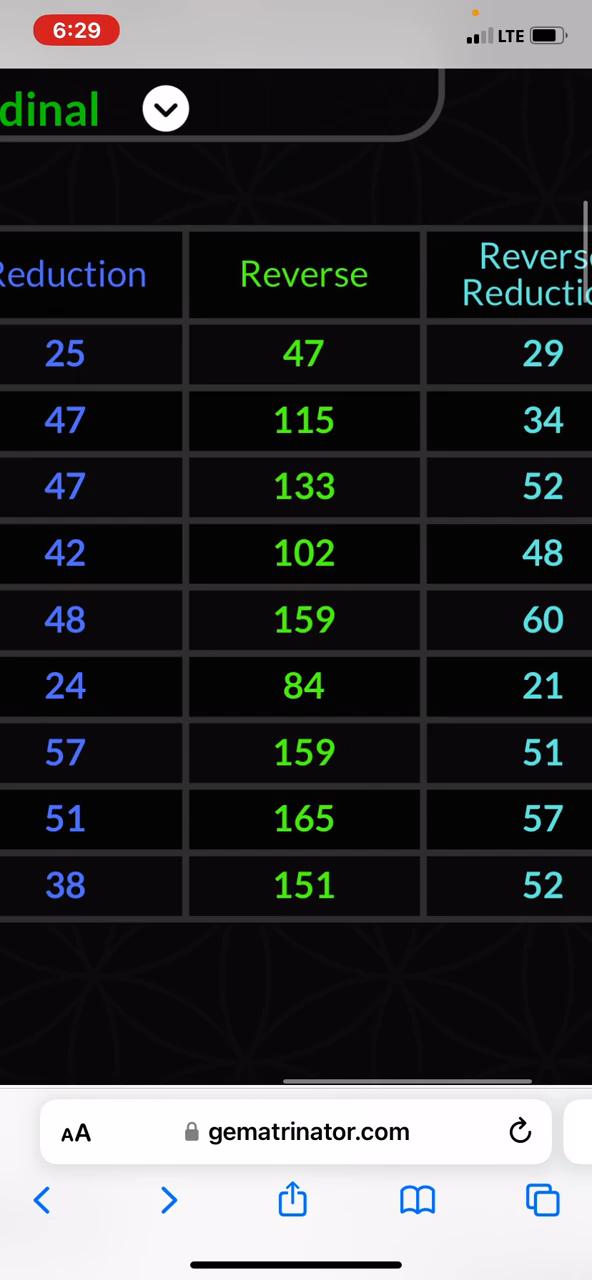 6:29 LTE
dinal
Reduction Reverse Reverse Reductio
25 47 29
47 115 34
47 133 52
42 102 48
48 159 60
24 84 21
57 159 51
51 165 57
38 151 52
AA gematrinator.com